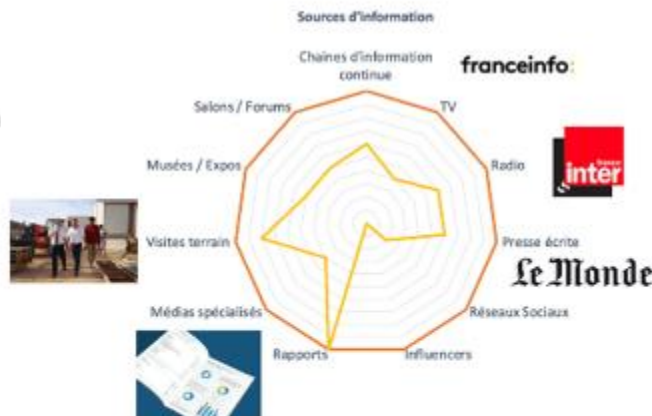 Sources d'information
Chaines d'information
continue
franceinfo:
Salons / Forums
TV
Musées / Expos
Radio
france
inter
Visites terrain
Presse écrite
Le Monde
Médias spécialisés
Réseaux Sociaux
Rapports
Influencers